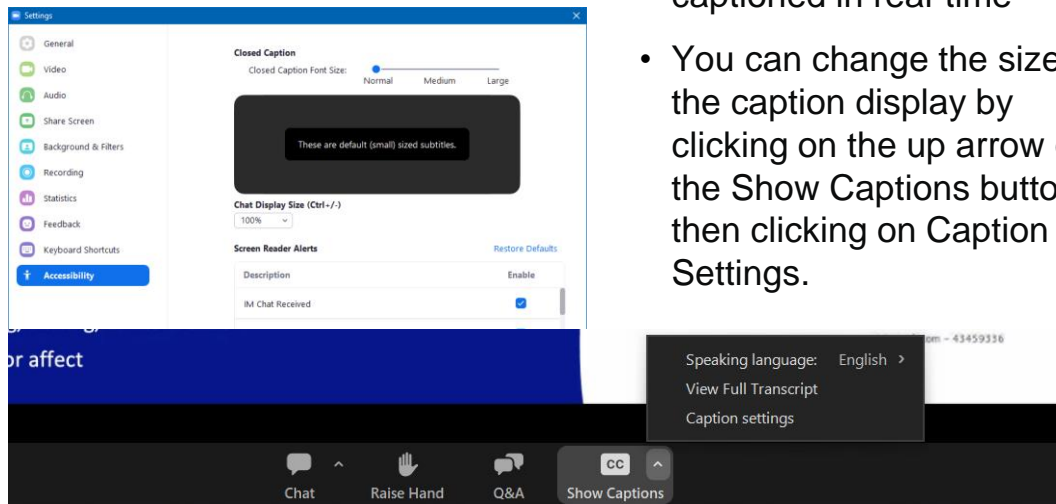 Settings
General
Video
Audio
Share Screen
Background & Filters
Recording
Statistics
Feedback
Keyboard Shortcuts
Accessibility
Closed Caption
Closed Caption Font Size:
Normal Medium Large
These are default (small) sized subtitles.
Chat Display Size (Ctrl+/-)
100%
Screen Reader Alerts Restore Defaults
Description Enable
IM Chat Received
captioned in real time
• You can change the size
the caption display by
clicking on the up arrow
the Show Captions butto
then clicking on Caption
Settings.
or affect
om - 43459336
Speaking language: English >
View Full Transcript
Caption settings
Chat
Raise Hand
Q&A
CC
Show Captions